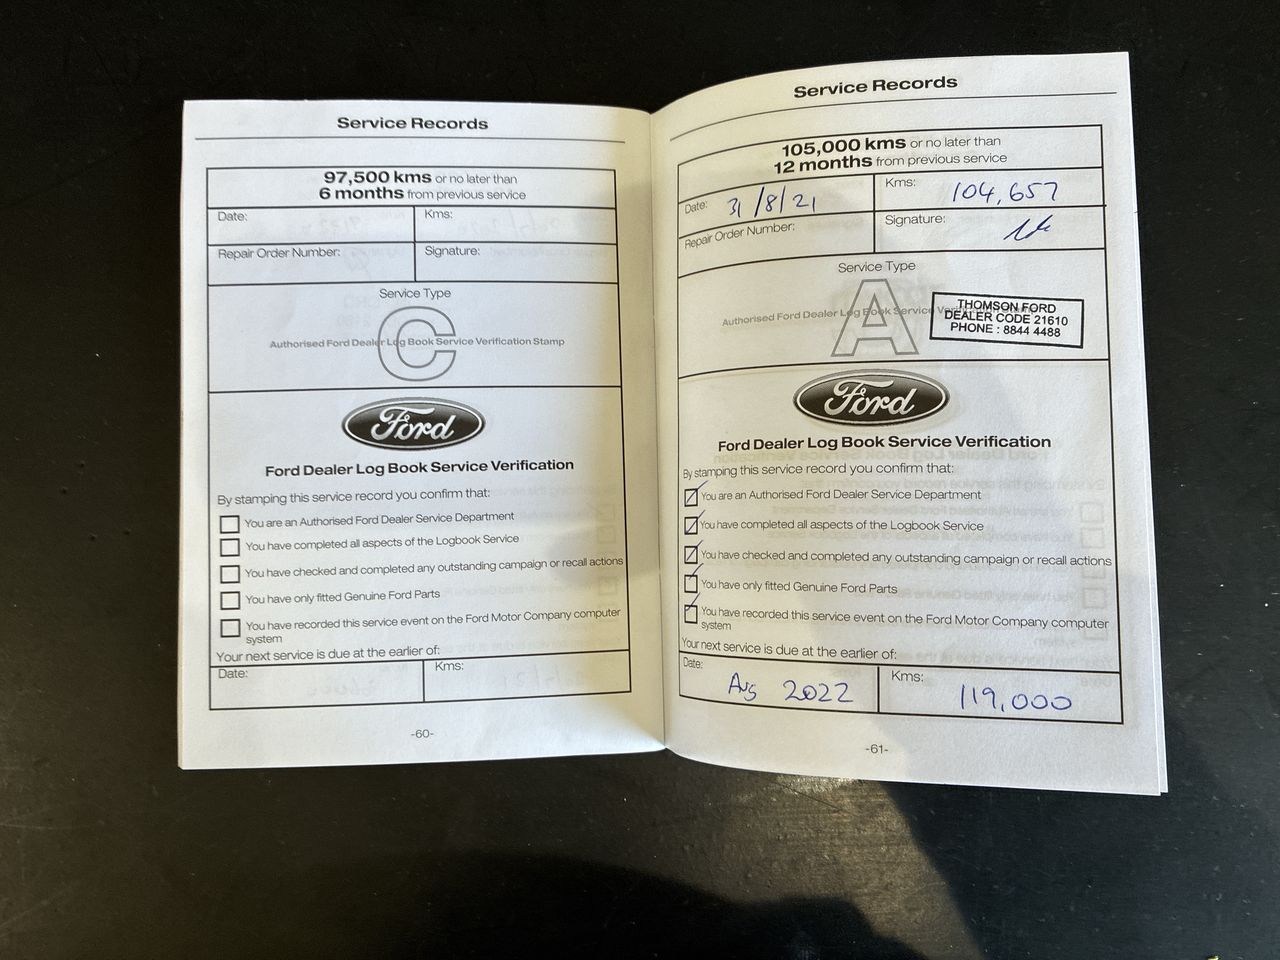 Service Records
97,500 kms or no later than
6 months from previous service
Date:
Kms:
Repair Order Number:
Signature:
Service Type
C
Authorised Ford Dealer Log Book Service Verification Stamp
Ford
Ford Dealer Log Book Service Verification
By stamping this service record you confirm that:
You are an Authorised Ford Dealer Service Department
You have completed all aspects of the Logbook Service
You have checked and completed any outstanding campaign or recall actions
You have only fitted Genuine Ford Parts
You have recorded this service event on the Ford Motor Company computer
system
Your next service is due at the earlier of:
Date:
Kms:
-60-
Service Records
105,000 kms or no later than
12 months from previous service
Date: 31/8/21
Kms: 104,657
Repair Order Number:
Signature:
Service Type
A
Authorised Ford Dealer Log Book Service Verification Stamp
THOMSON FORD
DEALER CODE 21610
PHONE : 8844 4488
Ford
Ford Dealer Log Book Service Verification
By stamping this service record you confirm that:
You are an Authorised Ford Dealer Service Department
You have completed all aspects of the Logbook Service
You have checked and completed any outstanding campaign or recall actions
You have only fitted Genuine Ford Parts
You have recorded this service event on the Ford Motor Company computer
system
Your next service is due at the earlier of:
Date: Aug 2022
Kms: 119,000
-61-